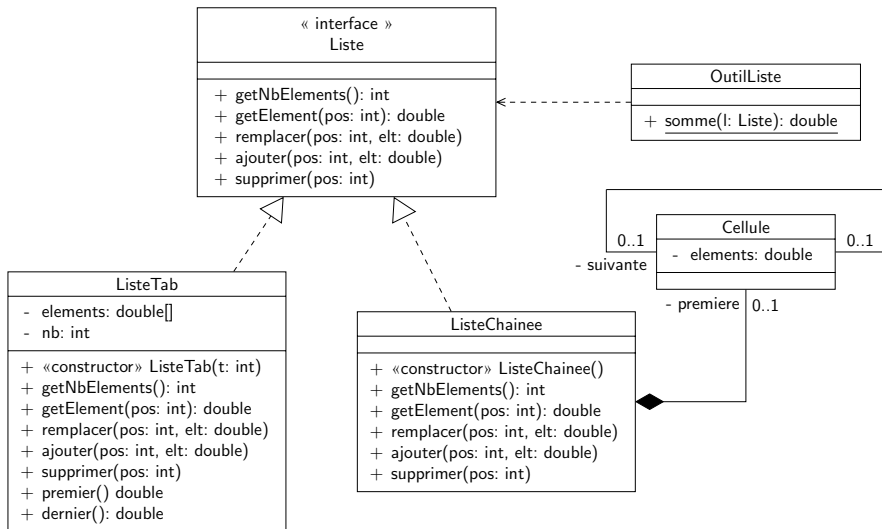 « interface »
Liste
+ getNbElements(): int
+ getElement(pos: int): double
+ remplacer(pos: int, elt: double)
+ ajouter(pos: int, elt: double)
+ supprimer(pos: int)
OutilListe
+ somme(l: Liste): double
Cellule
- elements: double
0..1
0..1
- suivante
- premiere
0..1
ListeTab
- elements: double[]
- nb: int
+ «constructor» ListeTab(t: int)
+ getNbElements(): int
+ getElement(pos: int): double
+ remplacer(pos: int, elt: double)
+ ajouter(pos: int, elt: double)
+ supprimer(pos: int)
+ premier() double
+ dernier(): double
ListeChainee
+ «constructor» ListeChainee()
+ getNbElements(): int
+ getElement(pos: int): double
+ remplacer(pos: int, elt: double)
+ ajouter(pos: int, elt: double)
+ supprimer(pos: int)